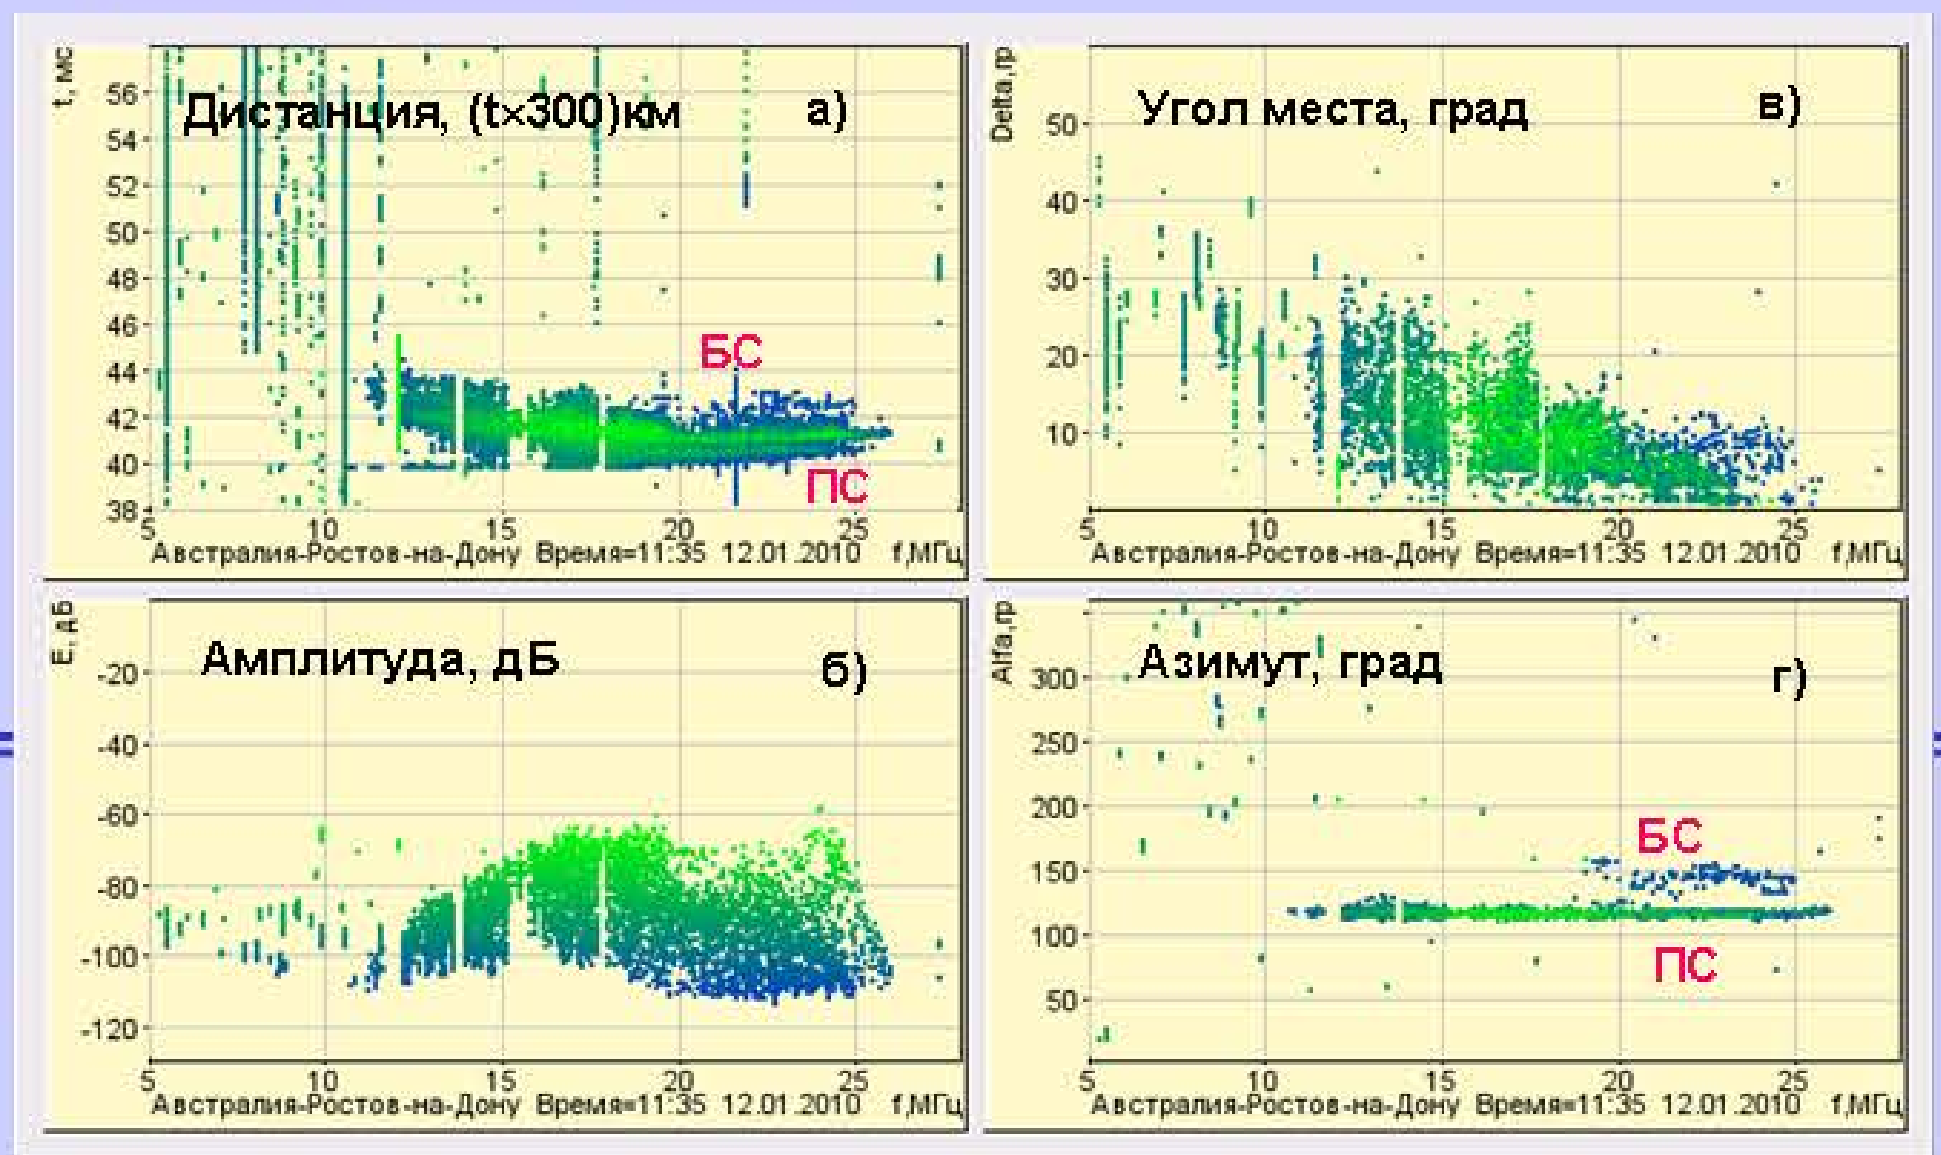 t, мс
Дистанция, (t×300)км
а)
56
54
52
50
48
46
44
42
40
38
БС
ПС
5 10 15 20 25
Австралия-Ростов-на-Дону Время=11:35 12.01.2010 f,МГц
Delta,гр
Угол места, град
в)
50
40
30
20
10
5 10 15 20 25
Австралия-Ростов-на-Дону Время=11:35 12.01.2010 f,МГц
E, дБ
Амплитуда, дБ
б)
-20
-40
-60
-80
-100
-120
5 10 15 20 25
Австралия-Ростов-на-Дону Время=11:35 12.01.2010 f,МГц
Alfa,гр
Азимут, град
г)
300
250
200
150
100
50
БС
ПС
5 10 15 20 25
Австралия-Ростов-на-Дону Время=11:35 12.01.2010 f,МГц